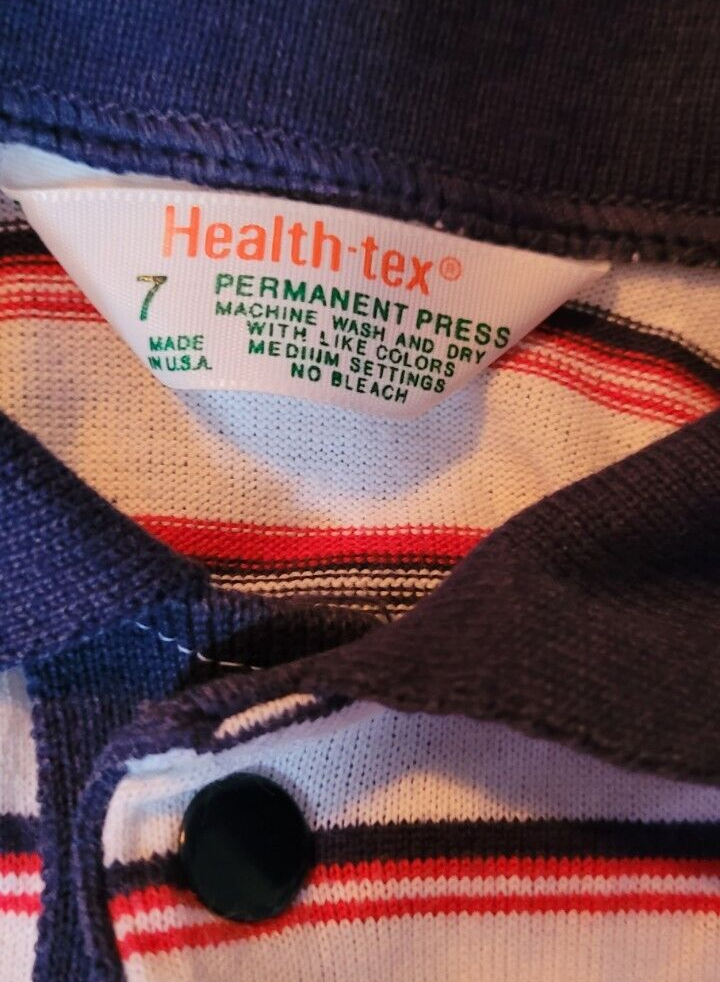 Health-tex®
7
PERMANENT PRESS
MACHINE WASH AND DRY
WITH LIKE COLORS
MEDIUM SETTINGS
NO BLEACH
MADE
IN U.S.A.